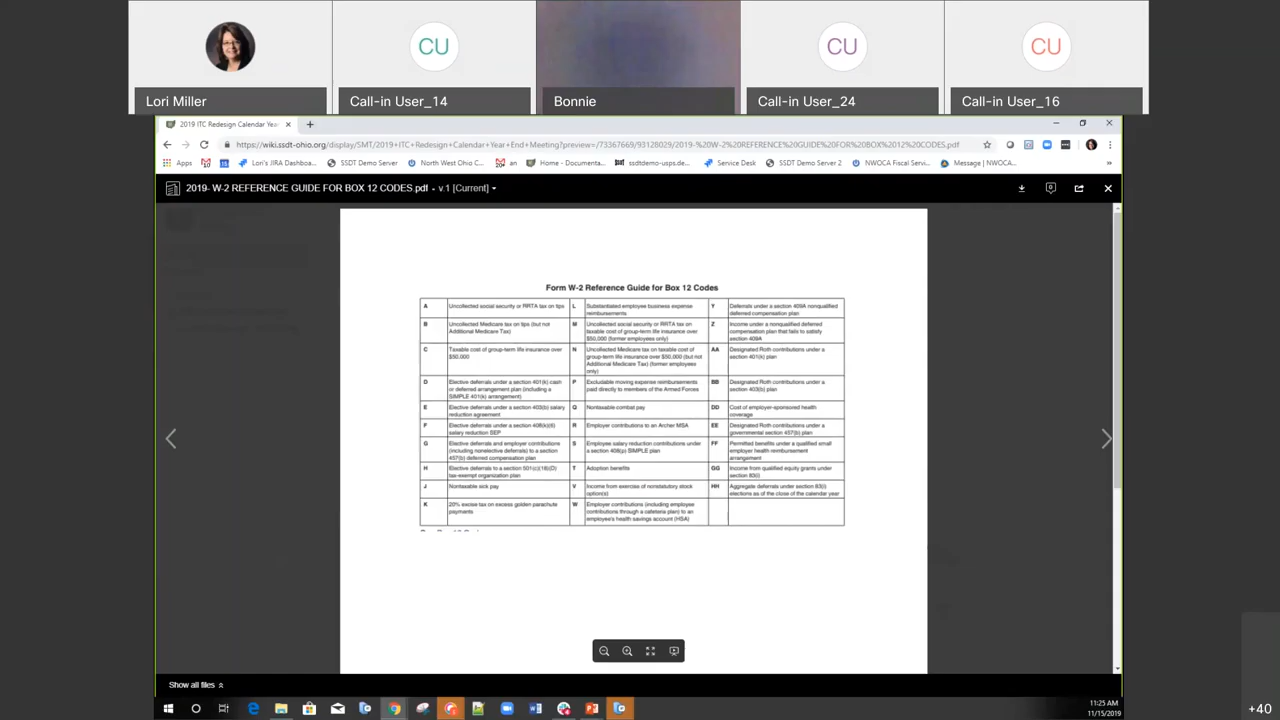 CU
CU
CU
Lori Miller
Call-in User_14
Bonnie
Call-in User_24
Call-in User_16
2019 ITC Redesign Calendar Yea
https://wiki.ssdt-ohio.org/display/SMT/2019+ITC+Redesign+Calendar+Year+End+Meeting?preview=/73367669/93128029/2019-%20W-2%20REFERENCE%20GUIDE%20FOR%20BOX%2012%20CODES.pdf
Apps
Lori's JIRA Dashboa...
SSDT Demo Server
North West Ohio C...
an
Home - Documenta...
ssdtdemo-usps.de...
Service Desk
SSDT Demo Server 2
NWOCA Fiscal Servi...
Message | NWOCA...
2019- W-2 REFERENCE GUIDE FOR BOX 12 CODES.pdf - v.1 [Current]
Form W-2 Reference Guide for Box 12 Codes
A
Uncollected social security or RRTA tax on tips
L
Substantiated employee business expense
reimbursements
Y
Deferrals under a section 409A nonqualified
deferred compensation plan
B
Uncollected Medicare tax on tips (but not
Additional Medicare Tax)
M
Uncollected social security or RRTA tax on
taxable cost of group-term life insurance over
$50,000 (former employees only)
Z
Income under a nonqualified deferred
compensation plan that fails to satisfy
section 409A
C
Taxable cost of group-term life insurance over
$50,000
N
Uncollected Medicare tax on taxable cost of
group-term life insurance over $50,000 (but not
Additional Medicare Tax) (former employees
only)
AA
Designated Roth contributions under a
section 401(k) plan
D
Elective deferrals under a section 401(k) cash
or deferred arrangement plan (including a
SIMPLE 401(k) arrangement)
P
Excludable moving expense reimbursements
paid directly to members of the Armed Forces
BB
Designated Roth contributions under a
section 403(b) plan
E
Elective deferrals under a section 403(b) salary
reduction agreement
Q
Nontaxable combat pay
DD
Cost of employer-sponsored health
coverage
F
Elective deferrals under a section 408(k)(6)
salary reduction SEP
R
Employer contributions to an Archer MSA
EE
Designated Roth contributions under a
governmental section 457(b) plan
G
Elective deferrals and employer contributions
(including nonelective deferrals) to a section
457(b) deferred compensation plan
S
Employee salary reduction contributions under
a section 408(p) SIMPLE plan
FF
Permitted benefits under a qualified small
employer health reimbursement
arrangement
H
Elective deferrals to a section 501(c)(18)(D)
tax-exempt organization plan
T
Adoption benefits
GG
Income from qualified equity grants under
section 83(i)
J
Nontaxable sick pay
V
Income from exercise of nonstatutory stock
option(s)
HH
Aggregate deferrals under section 83(i)
elections as of the close of the calendar year
K
20% excise tax on excess golden parachute
payments
W
Employer contributions (including employee
contributions through a cafeteria plan) to an
employee's health savings account (HSA)
Show all files
11:25 AM
11/15/2019
+40